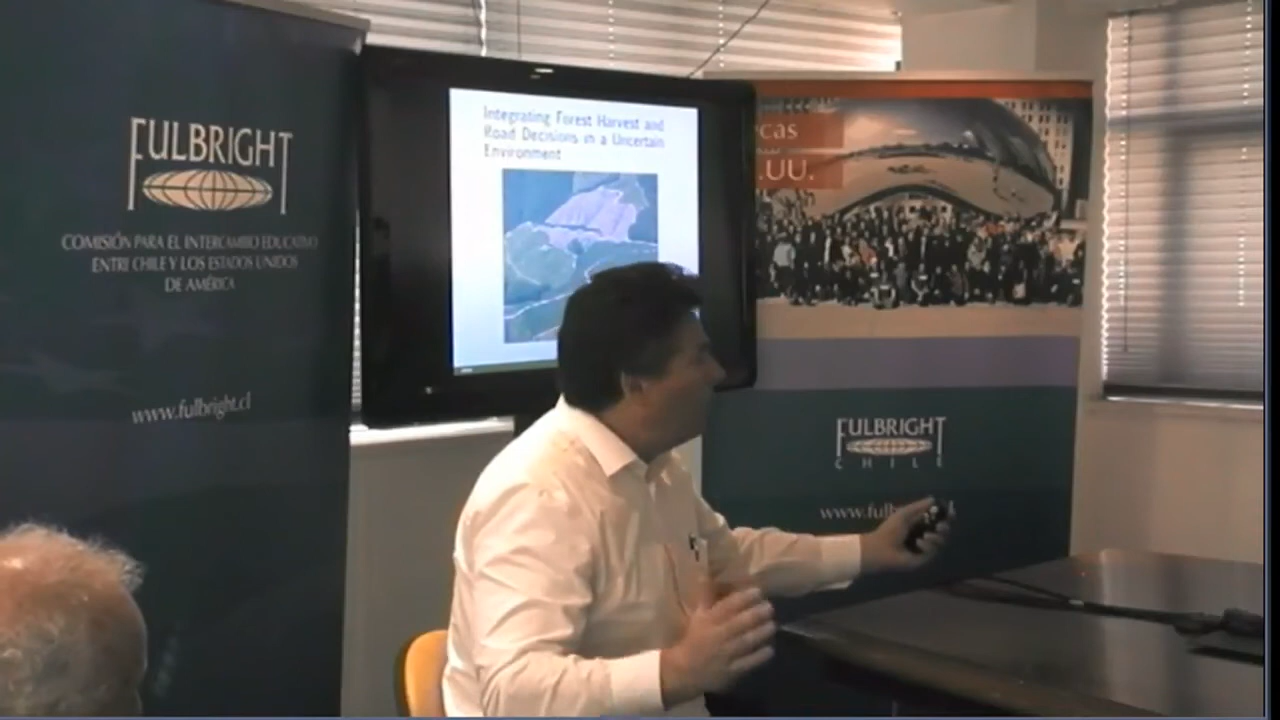 FULBRIGHT
COMISIÓN PARA EL INTERCAMBIO EDUCATIVO
ENTRE CHILE Y LOS ESTADOS UNIDOS
DE AMÉRICA
www.fulbright.cl
Integrating Forest Harvest and
Road Decisions in a Uncertain
Environment
ecas
.UU.
FULBRIGHT
CHILE